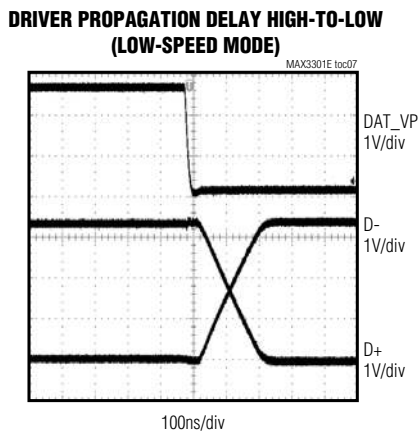 DRIVER PROPAGATION DELAY HIGH-TO-LOW
(LOW-SPEED MODE)
MAX3301E toc07
DAT_VP
1V/div
D-
1V/div
D+
1V/div
100ns/div